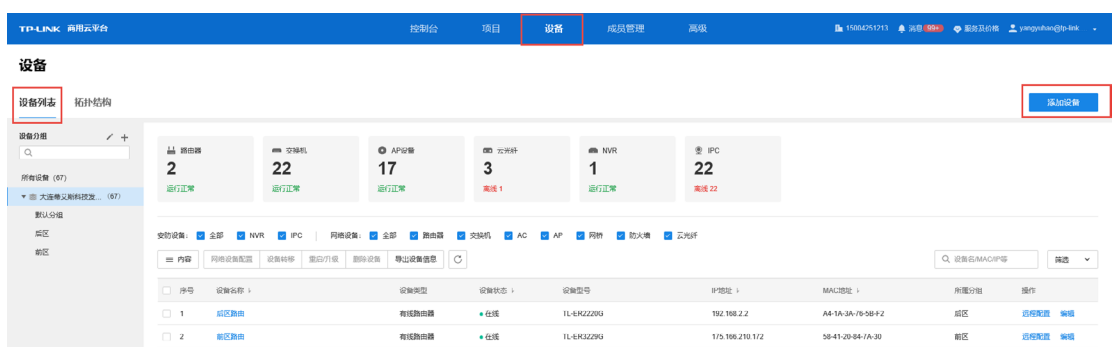 TP-LINK 商用云平台 控制台 项目 设备 成员管理 高级 15004251213 消息 99+ 服务及价格 yangyuhao@tp-link
设备
设备列表 拓扑结构 添加设备
设备分组
所有设备 (67)
大连蒂艾斯科技发... (67)
默认分组
后区
前区
路由器 交换机 AP设备 云光纤 NVR IPC
2 22 17 3 1 22
运行正常 运行正常 运行正常 离线 1 运行正常 离线 22
安防设备: 全部 NVR IPC 网络设备: 全部 路由器 交换机 AC AP 网桥 防火墙 云光纤
内容 网络设备配置 设备转移 重启/升级 删除设备 导出设备信息 设备名/MAC/IP等 筛选
序号 设备名称 设备类型 设备状态 设备型号 IP地址 MAC地址 所属分组 操作
1 后区路由 有线路由器 在线 TL-ER2220G 192.168.2.2 A4-1A-3A-76-5B-F2 后区 远程配置 编辑
2 前区路由 有线路由器 在线 TL-ER3229G 175.166.210.172 58-41-20-84-7A-30 前区 远程配置 编辑